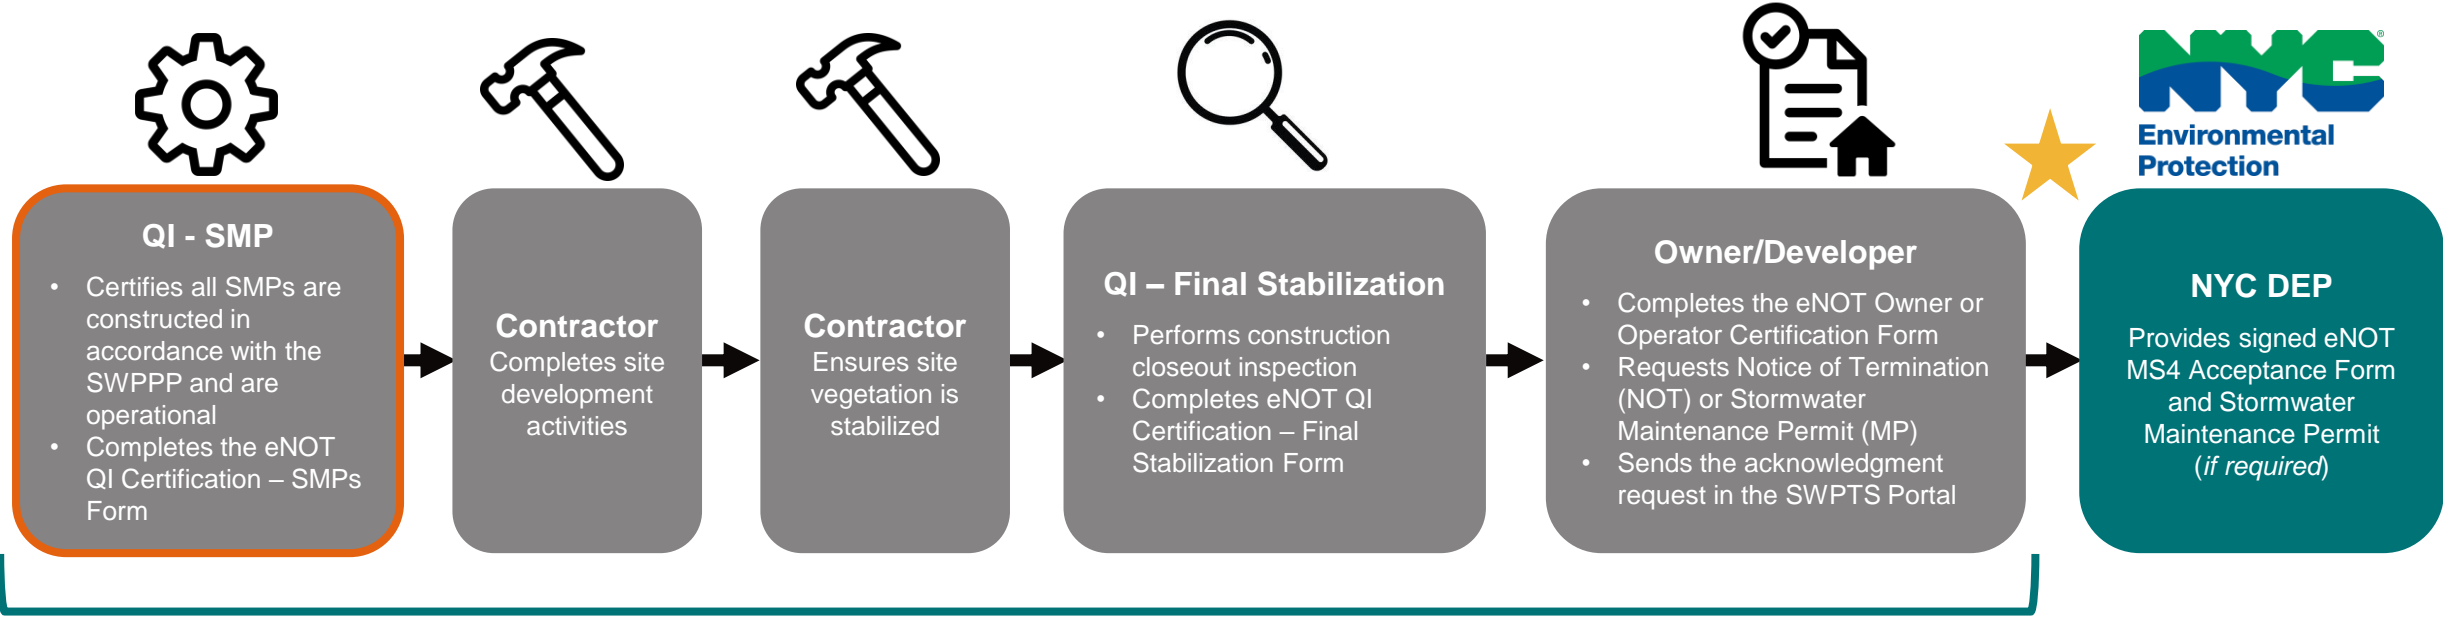 NYC®
Environmental
Protection
QI - SMP
• Certifies all SMPs are
constructed in
accordance with the
SWPPP and are
operational
• Completes the eNOT
QI Certification – SMPs
Form
Contractor
Completes site
development
activities
Contractor
Ensures site
vegetation is
stabilized
QI – Final Stabilization
• Performs construction
closeout inspection
• Completes eNOT QI
Certification – Final
Stabilization Form
Owner/Developer
• Completes the eNOT Owner or
Operator Certification Form
• Requests Notice of Termination
(NOT) or Stormwater
Maintenance Permit (MP)
• Sends the acknowledgment
request in the SWPTS Portal
NYC DEP
Provides signed eNOT
MS4 Acceptance Form
and Stormwater
Maintenance Permit
(if required)